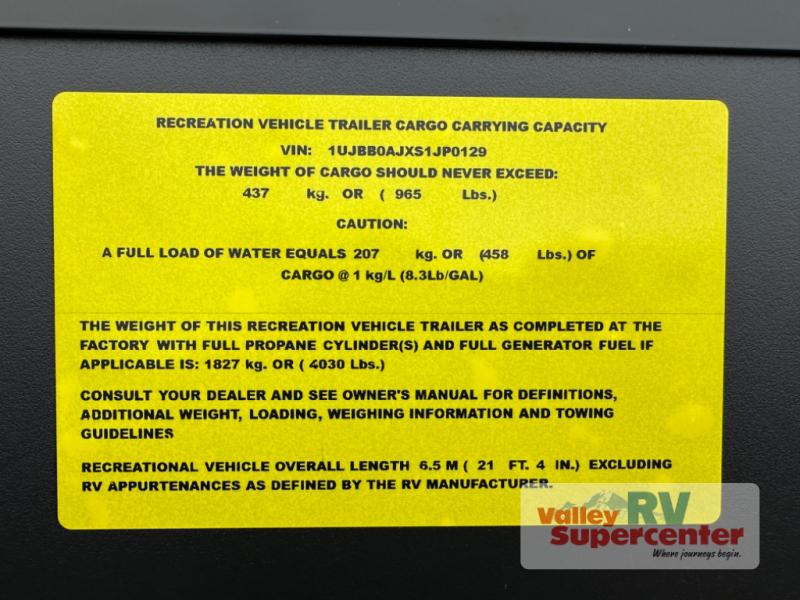 RECREATION VEHICLE TRAILER CARGO CARRYING CAPACITY
VIN: 1UJBB0AJXS1JP0129
THE WEIGHT OF CARGO SHOULD NEVER EXCEED:
437 kg. OR ( 965 Lbs.)
CAUTION:
A FULL LOAD OF WATER EQUALS 207 kg. OR (458 Lbs.) OF
CARGO @ 1 kg/L (8.3Lb/GAL)
THE WEIGHT OF THIS RECREATION VEHICLE TRAILER AS COMPLETED AT THE
FACTORY WITH FULL PROPANE CYLINDER(S) AND FULL GENERATOR FUEL IF
APPLICABLE IS: 1827 kg. OR ( 4030 Lbs.)
CONSULT YOUR DEALER AND SEE OWNER'S MANUAL FOR DEFINITIONS,
ADDITIONAL WEIGHT, LOADING, WEIGHING INFORMATION AND TOWING
GUIDELINES
RECREATIONAL VEHICLE OVERALL LENGTH 6.5 M ( 21 FT. 4 IN.) EXCLUDING
RV APPURTENANCES AS DEFINED BY THE RV MANUFACTURER.
Valley RV
Supercenter
Where journeys begin.